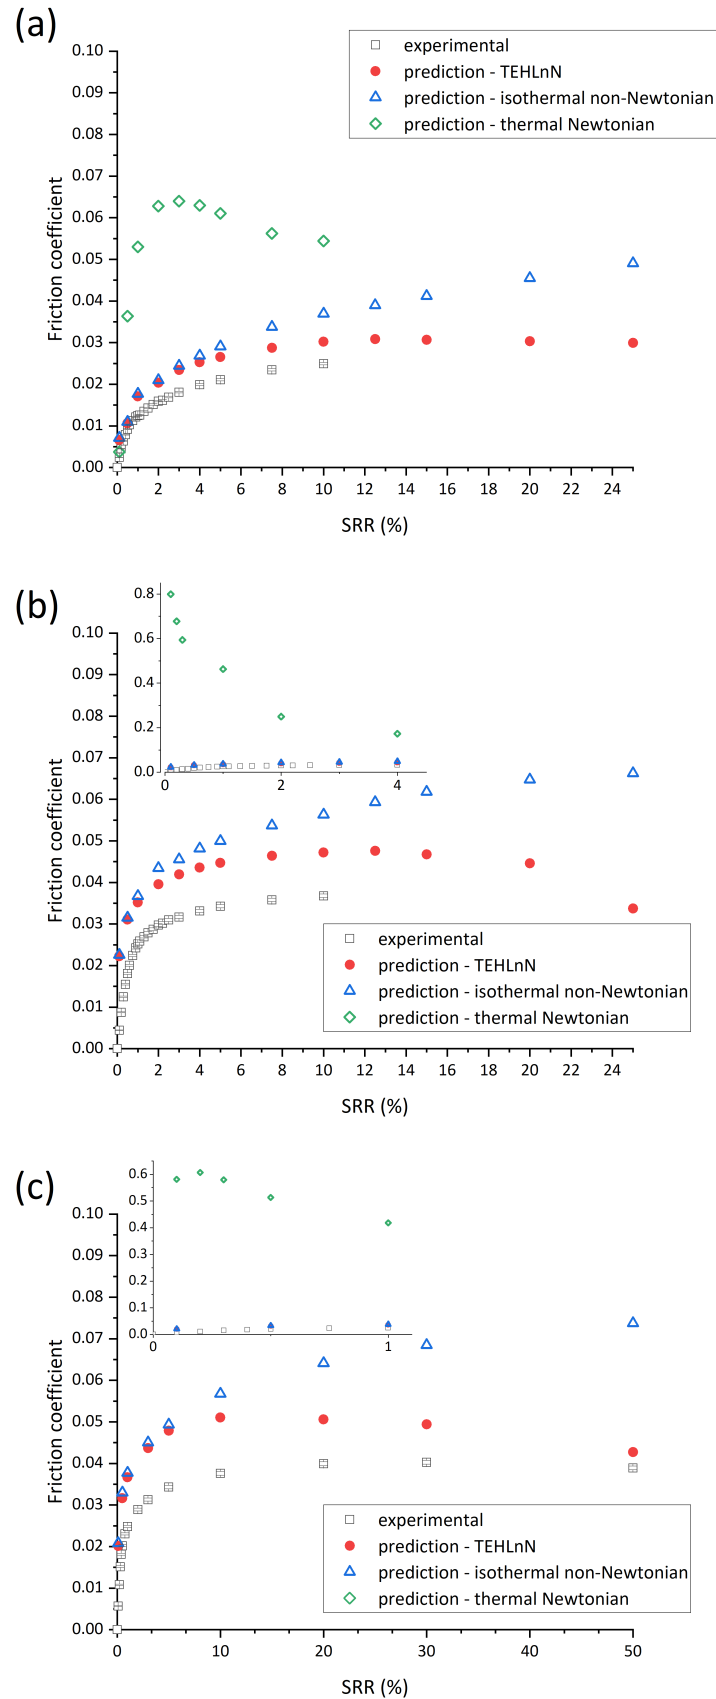 (a)
0.10
0.09
0.08
0.07
0.06
0.05
0.04
0.03
0.02
0.01
0.00
Friction coefficient
experimental
prediction - TEHLnN
prediction - isothermal non-Newtonian
prediction - thermal Newtonian
0 2 4 6 8 10 12 14 16 18 20 22 24
SRR (%)
(b)
0.10
0.09
0.08
0.07
0.06
0.05
0.04
0.03
0.02
0.01
0.00
Friction coefficient
0.8
0.6
0.4
0.2
0.0
0 2 4
experimental
prediction - TEHLnN
prediction - isothermal non-Newtonian
prediction - thermal Newtonian
0 2 4 6 8 10 12 14 16 18 20 22 24
SRR (%)
(c)
0.10
0.09
0.08
0.07
0.06
0.05
0.04
0.03
0.02
0.01
0.00
Friction coefficient
0.6
0.5
0.4
0.3
0.2
0.1
0.0
0 1
experimental
prediction - TEHLnN
prediction - isothermal non-Newtonian
prediction - thermal Newtonian
0 10 20 30 40 50
SRR (%)